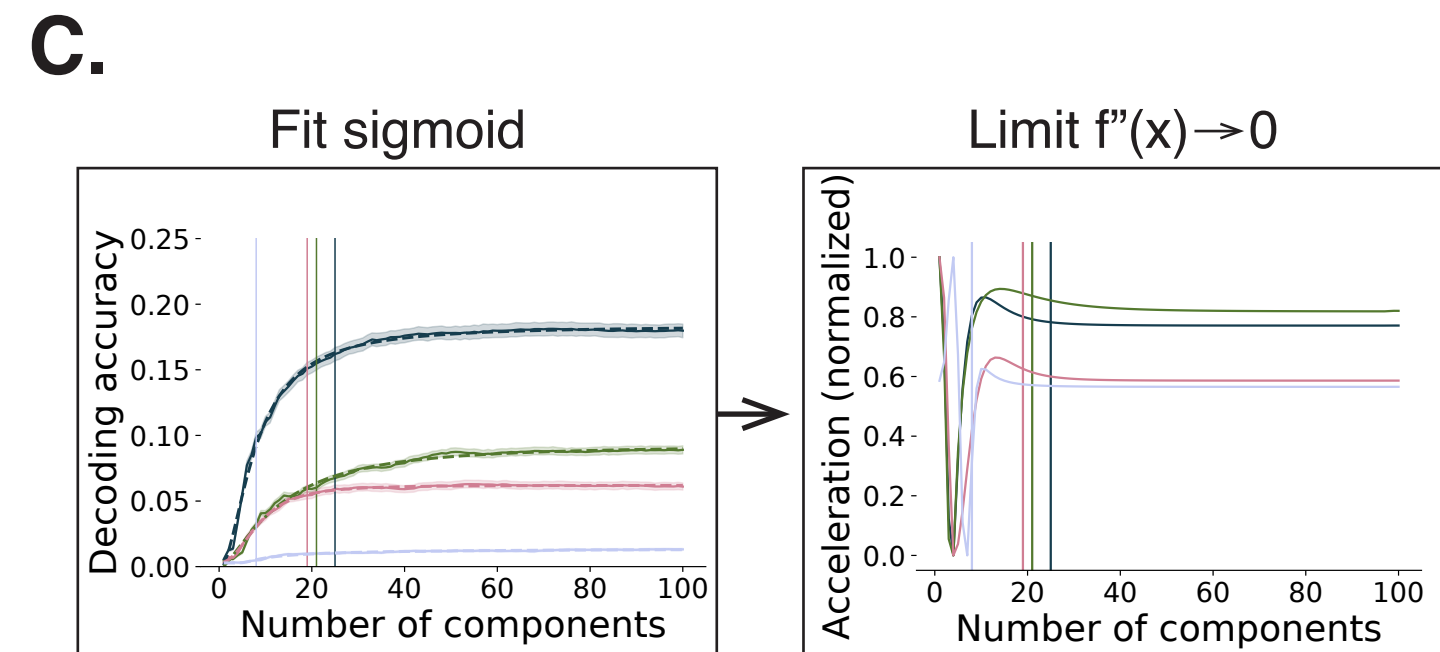 C.
Fit sigmoid
Decoding accuracy
0.25
0.20
0.15
0.10
0.05
0.00
0 20 40 60 80 100
Number of components
Limit f”(x)→0
Acceleration (normalized)
1.0
0.8
0.6
0.4
0.2
0.0
0 20 40 60 80 100
Number of components